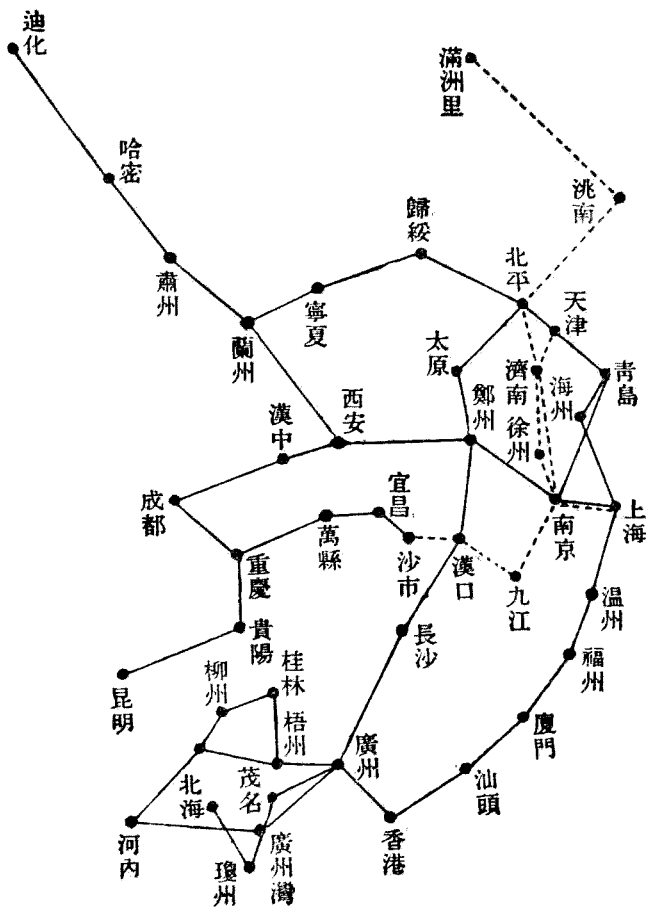 迪化
滿洲里
哈密
洮南
歸綏
北平
肅州
寧夏
天津
蘭州
太原
濟南
海州
靑島
西安
鄭州
漢中
徐州
宜昌
成都
南京
上海
萬縣
沙市
漢口
重慶
九江
溫州
貴陽
長沙
福州
柳州
桂林
昆明
梧州
廣州
廈門
北海
茂名
汕頭
河內
瓊州
廣州灣
香港